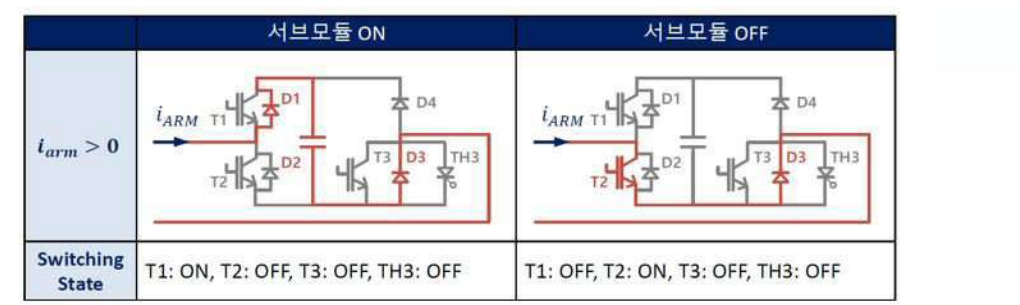 서브모듈 ON
서브모듈 OFF
i_arm > 0
i_ARM
T1
D1
D4
T2
D2
T3
D3
TH3
i_ARM
T1
D1
D4
T2
D2
T3
D3
TH3
Switching
State
T1: ON, T2: OFF, T3: OFF, TH3: OFF
T1: OFF, T2: ON, T3: OFF, TH3: OFF